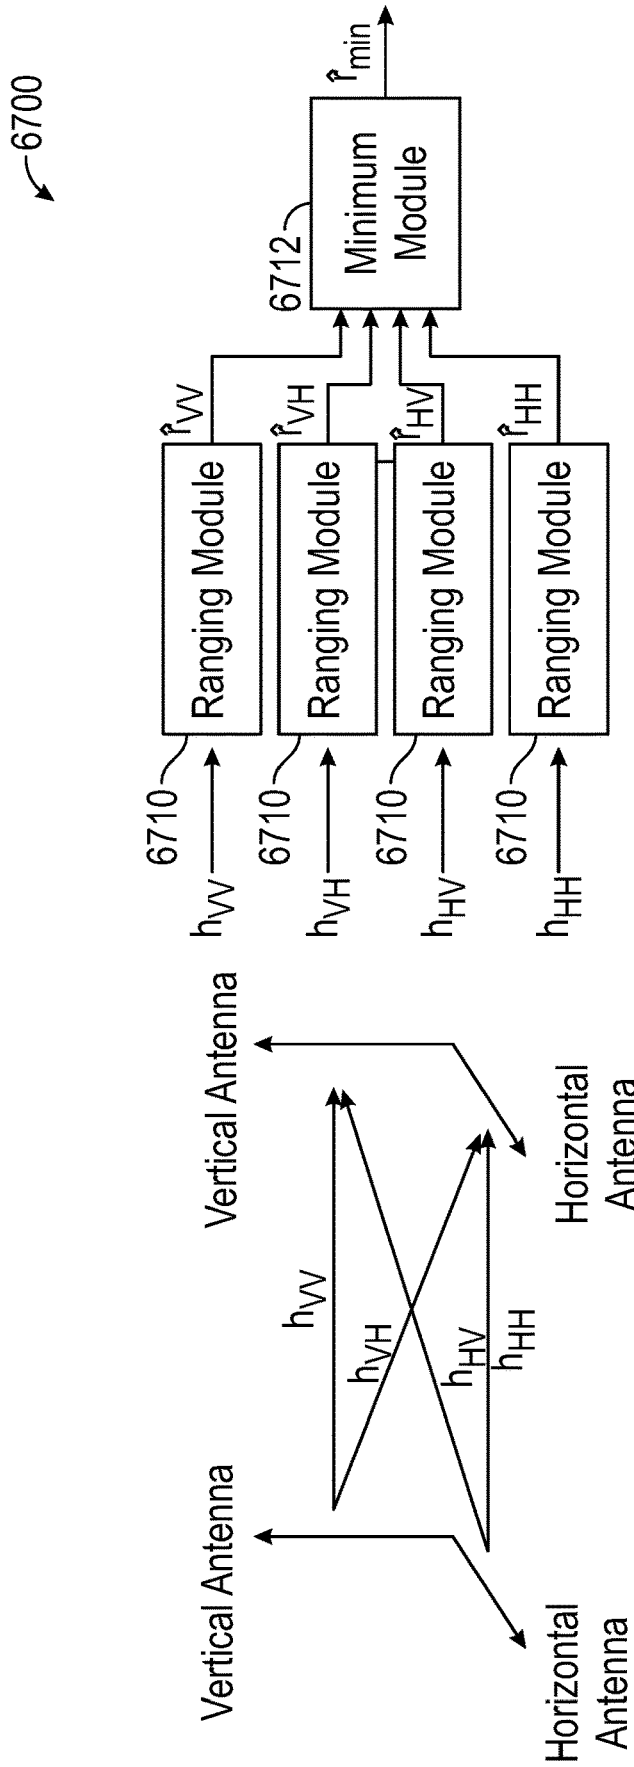 6700
Vertical Antenna
Vertical Antenna
h_VV
h_VH
h_HV
h_HH
Horizontal
Antenna
Horizontal
Antenna
h_VV
6710
Ranging Module
r̂_VV
h_VH
6710
Ranging Module
r̂_VH
h_HV
6710
Ranging Module
r̂_HV
h_HH
6710
Ranging Module
r̂_HH
6712
Minimum
Module
r̂_min